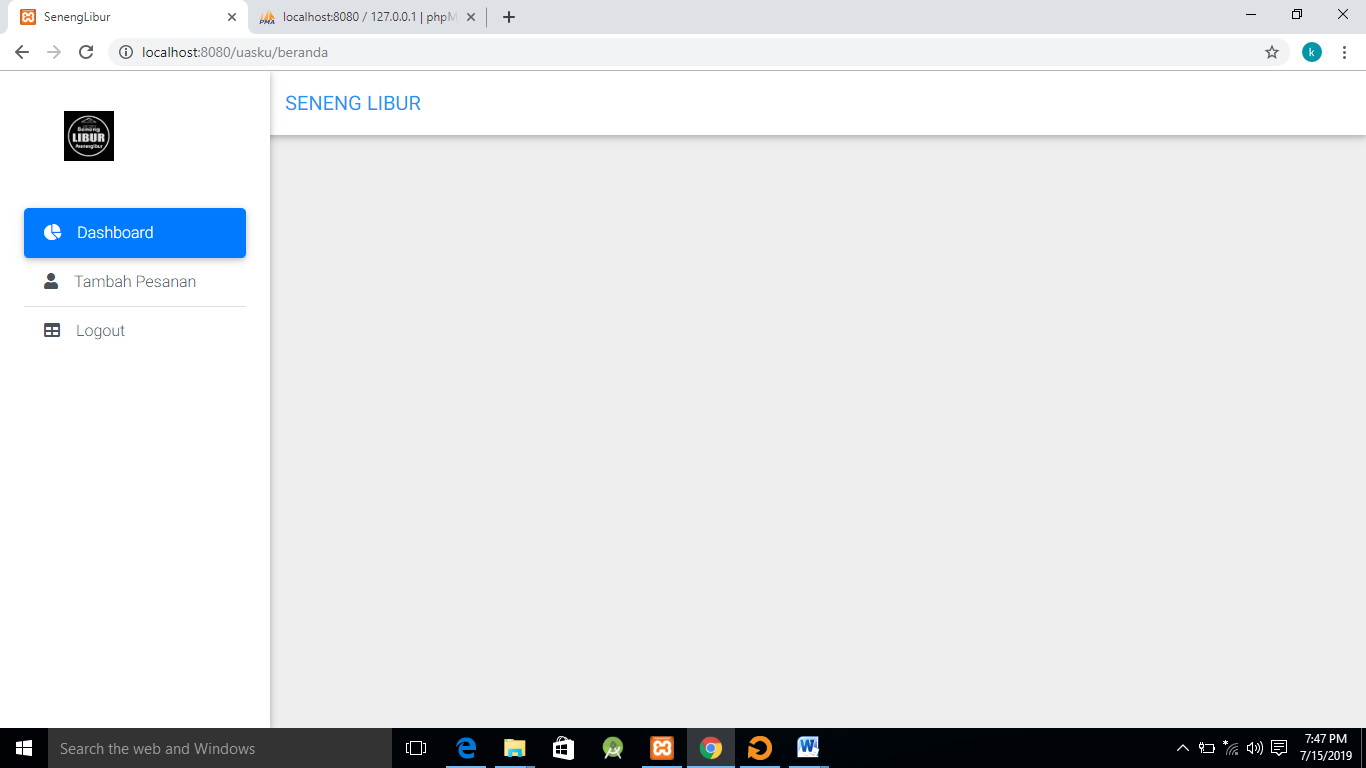 SenengLibur
localhost:8080 / 127.0.0.1 | phpM
localhost:8080/uasku/beranda
k
SENENG LIBUR
LIBUR
Dashboard
Tambah Pesanan
Logout
Search the web and Windows
7:47 PM
7/15/2019